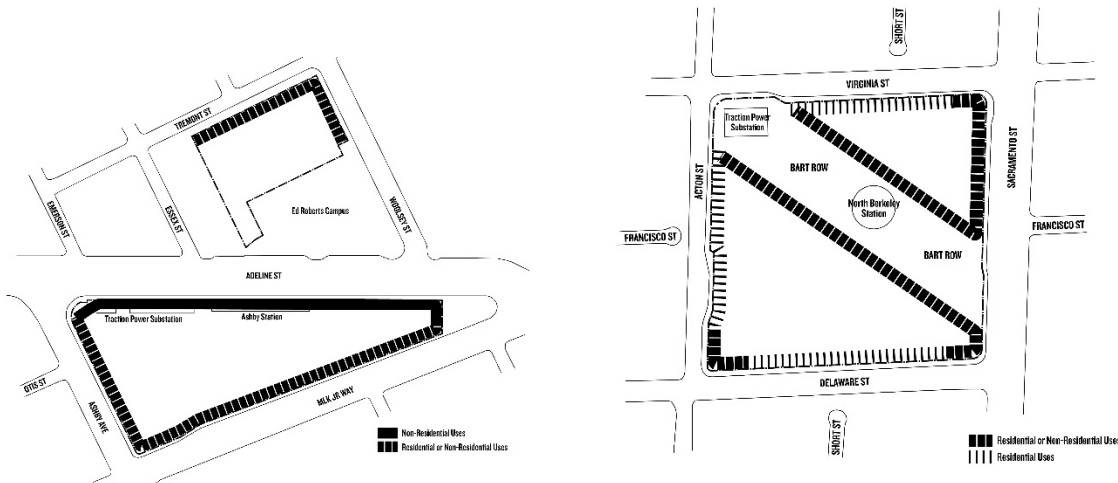 TREMONT ST
EMERSON ST
ESSEX ST
WOOLSEY ST
Ed Roberts Campus
ADELINE ST
Traction Power Substation
Ashby Station
OTIS ST
ASHBY AVE
MLK JR WAY
Non-Residential Uses
Residential or Non-Residential Uses
SHORT ST
VIRGINIA ST
Traction Power
Substation
BART ROW
ACTON ST
SACRAMENTO ST
North Berkeley
Station
FRANCISCO ST
FRANCISCO ST
BART ROW
DELAWARE ST
SHORT ST
Residential or Non-Residential Uses
Residential Uses